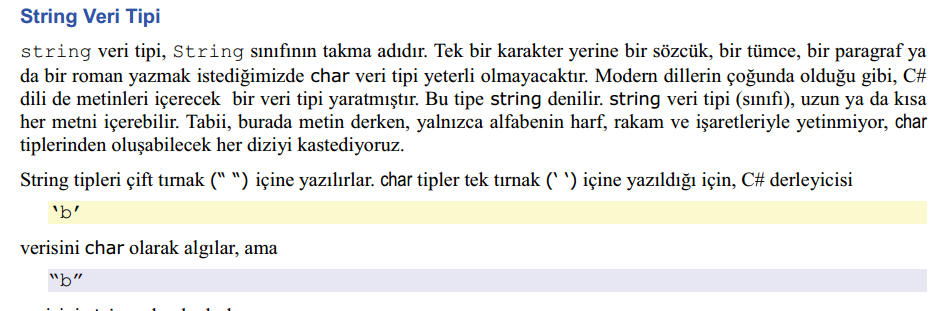 String Veri Tipi
string veri tipi, String sınıfının takma adıdır. Tek bir karakter yerine bir sözcük, bir tümce, bir paragraf ya
da bir roman yazmak istediğimizde char veri tipi yeterli olmayacaktır. Modern dillerin çoğunda olduğu gibi, C#
dili de metinleri içerecek bir veri tipi yaratmıştır. Bu tipe string denilir. string veri tipi (sınıfı), uzun ya da kısa
her metni içerebilir. Tabii, burada metin derken, yalnızca alfabenin harf, rakam ve işaretleriyle yetinmiyor, char
tiplerinden oluşabilecek her diziyi kastediyoruz.
String tipleri çift tırnak (“ “) içine yazılırlar. char tipler tek tırnak (‘ ‘) içine yazıldığı için, C# derleyicisi
‘b’
verisini char olarak algılar, ama
“b”